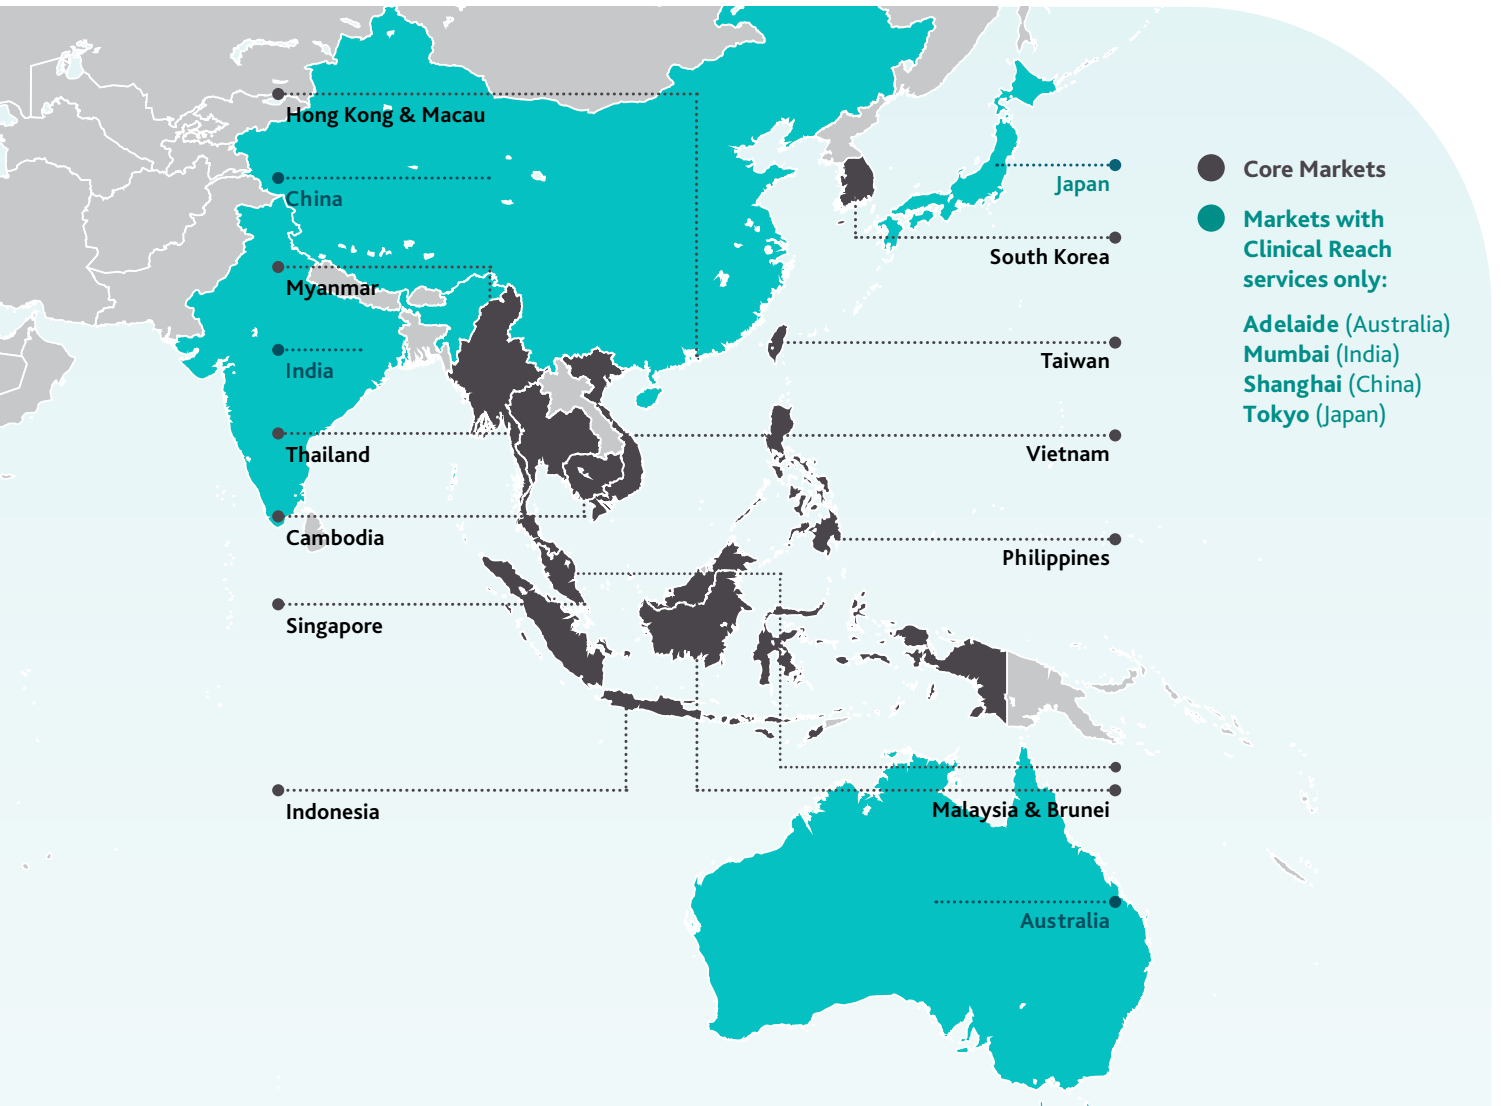 Hong Kong & Macau
China
Myanmar
India
Thailand
Cambodia
Singapore
Indonesia
Japan
South Korea
Taiwan
Vietnam
Philippines
Malaysia & Brunei
Australia
Core Markets
Markets with
Clinical Reach
services only:
Adelaide (Australia)
Mumbai (India)
Shanghai (China)
Tokyo (Japan)